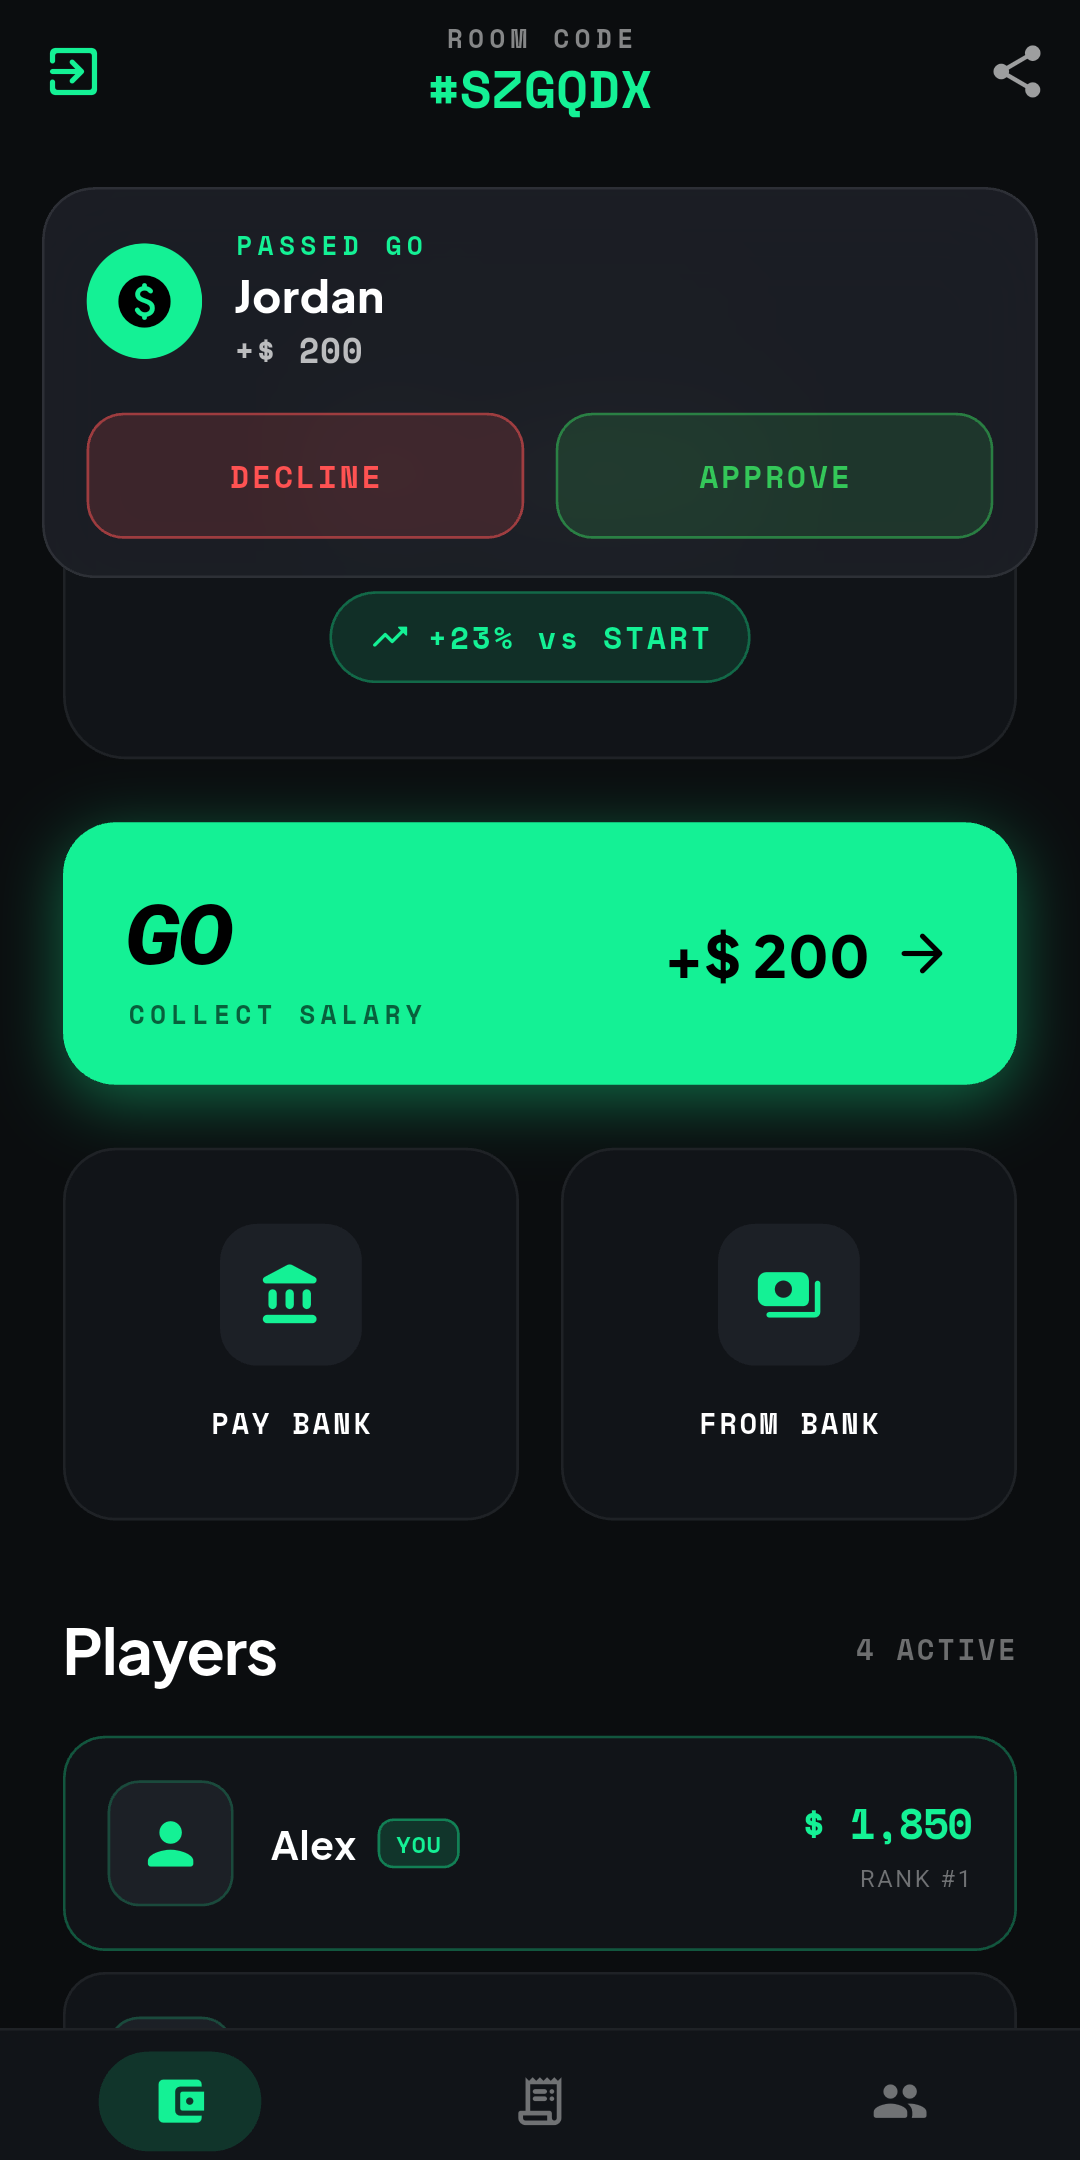 ROOM CODE
#SZGQDX
PASSED GO
Jordan
+$ 200
DECLINE
APPROVE
+23% vs START
GO
COLLECT SALARY
+$ 200
PAY BANK
FROM BANK
Players
4 ACTIVE
Alex
YOU
$ 1,850
RANK #1